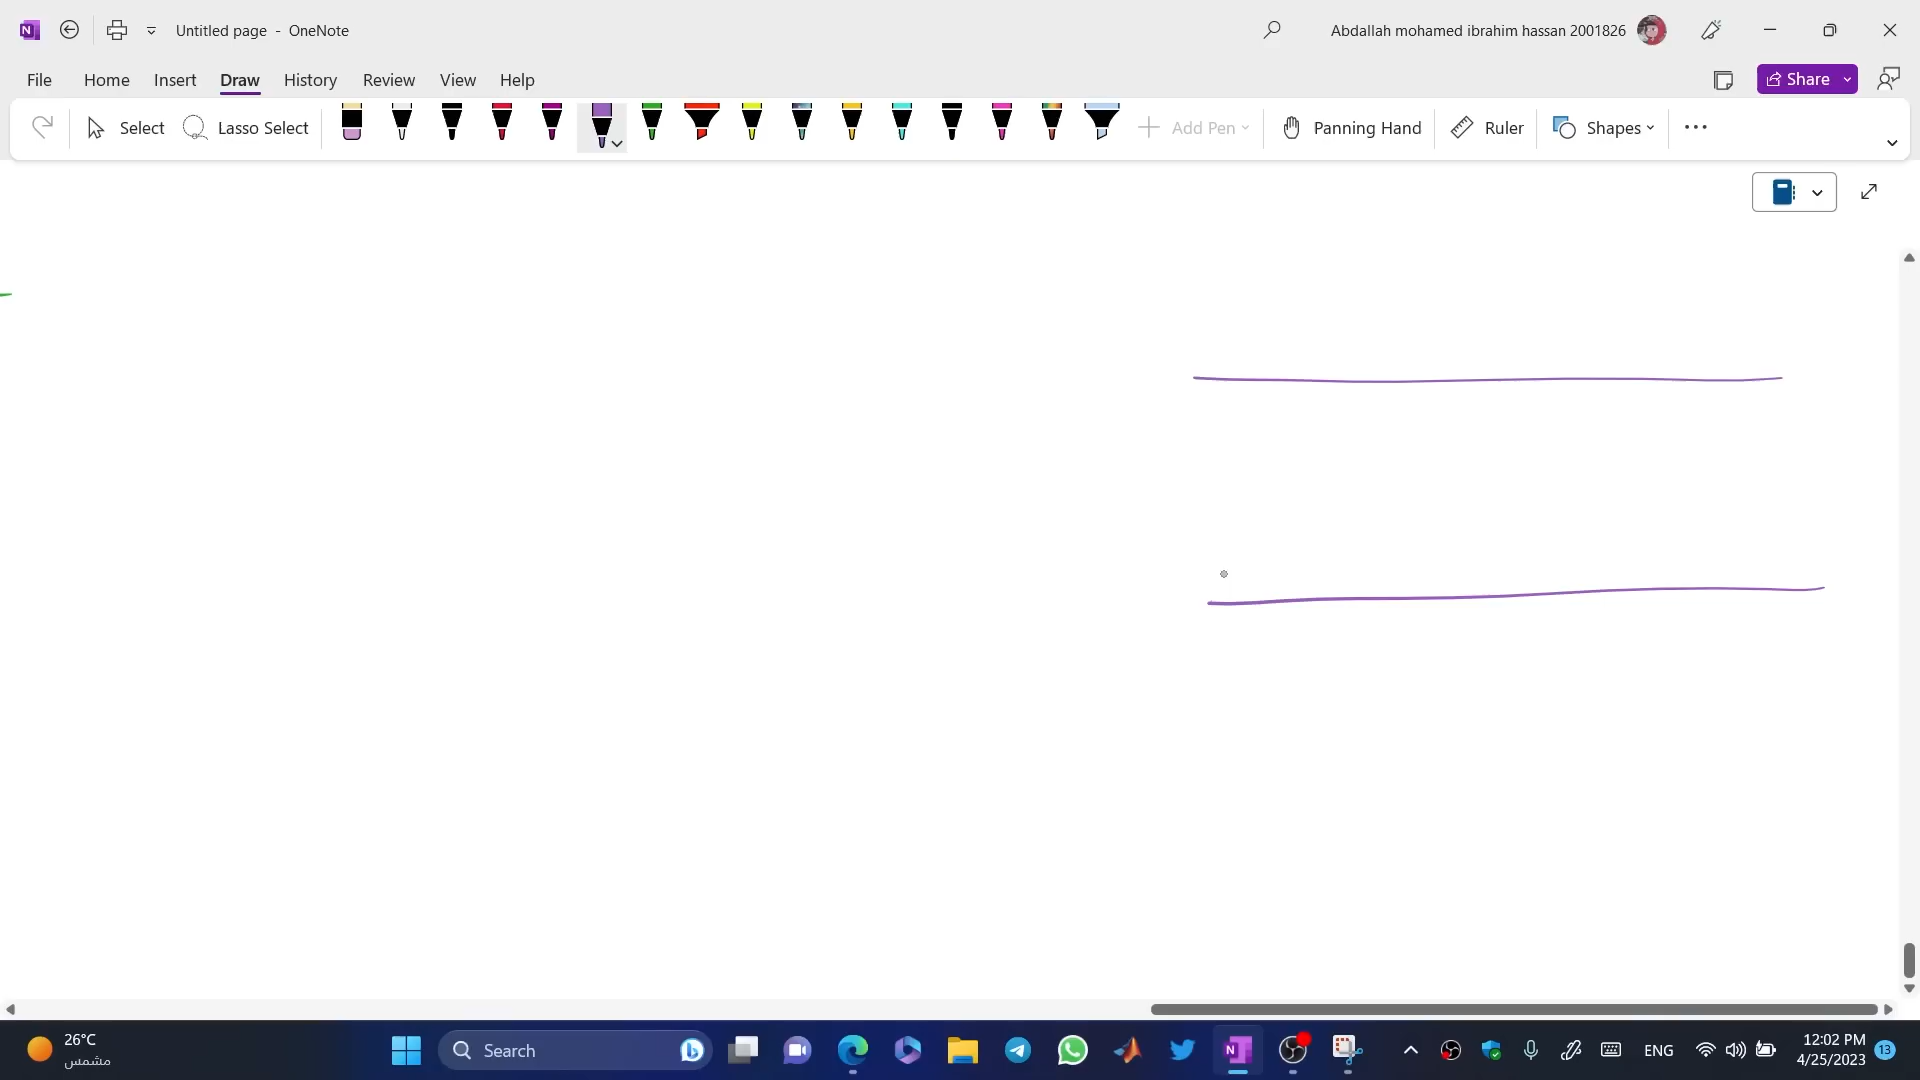 Untitled page - OneNote
Abdallah mohamed ibrahim hassan 2001826
File Home Insert Draw History Review View Help
Share
Select Lasso Select Add Pen Panning Hand Ruler Shapes
26°C
مشمس
Search
ENG
12:02 PM
4/25/2023
13